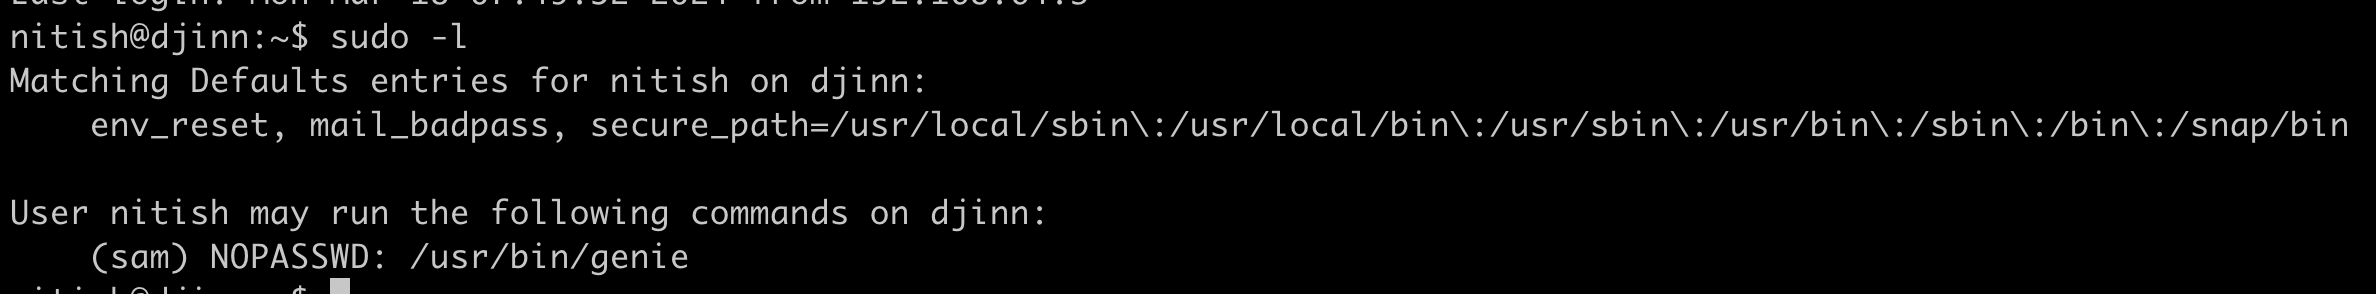 nitish@djinn:~$ sudo -l
Matching Defaults entries for nitish on djinn:
    env_reset, mail_badpass, secure_path=/usr/local/sbin\:/usr/local/bin\:/usr/sbin\:/usr/bin\:/sbin\:/bin\:/snap/bin

User nitish may run the following commands on djinn:
    (sam) NOPASSWD: /usr/bin/genie